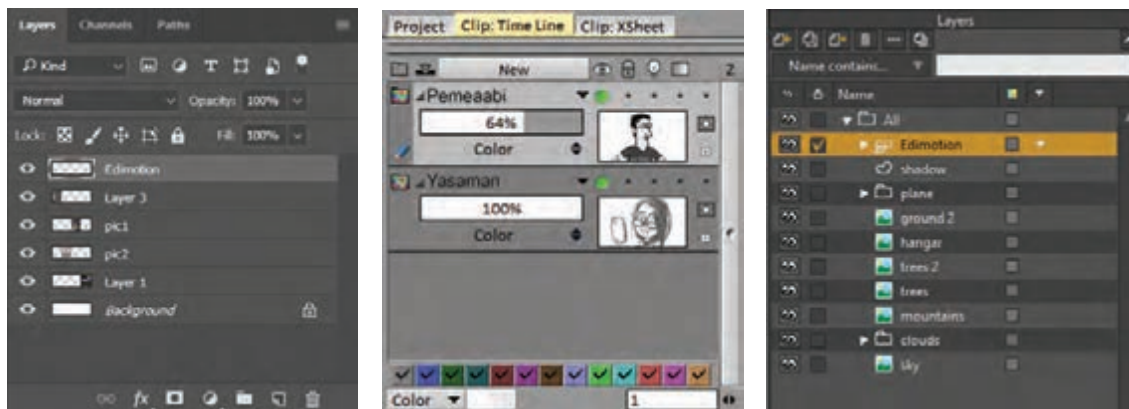 Layers Channels Paths
Kind
Normal Opacity: 100%
Lock: Fill: 100%
Edimotion
Layer 3
pic1
pic2
Layer 1
Background
fx
Project Clip: Time Line Clip: XSheet
New 2
Pemeaabi
64%
Color
Yasaman
100%
Color
Color 1
Layers
Name contains...
Name
All
Edimotion
shadow
plane
ground 2
hangar
trees 2
trees
mountains
clouds
sky